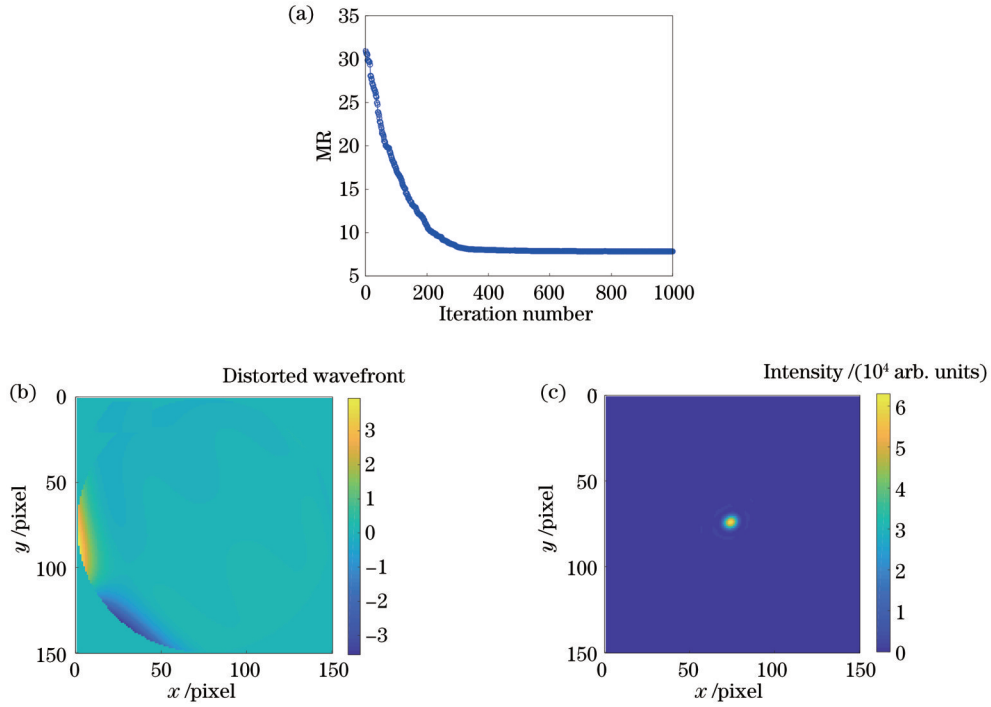 (a)
35
30
25
20
15
10
5
MR
0 200 400 600 800 1000
Iteration number
(b)
Distorted wavefront
0
50
100
150
y /pixel
0 50 100 150
x /pixel
3
2
1
0
−1
−2
−3
(c)
Intensity /(10⁴ arb. units)
0
50
100
150
y /pixel
0 50 100 150
x /pixel
6
5
4
3
2
1
0